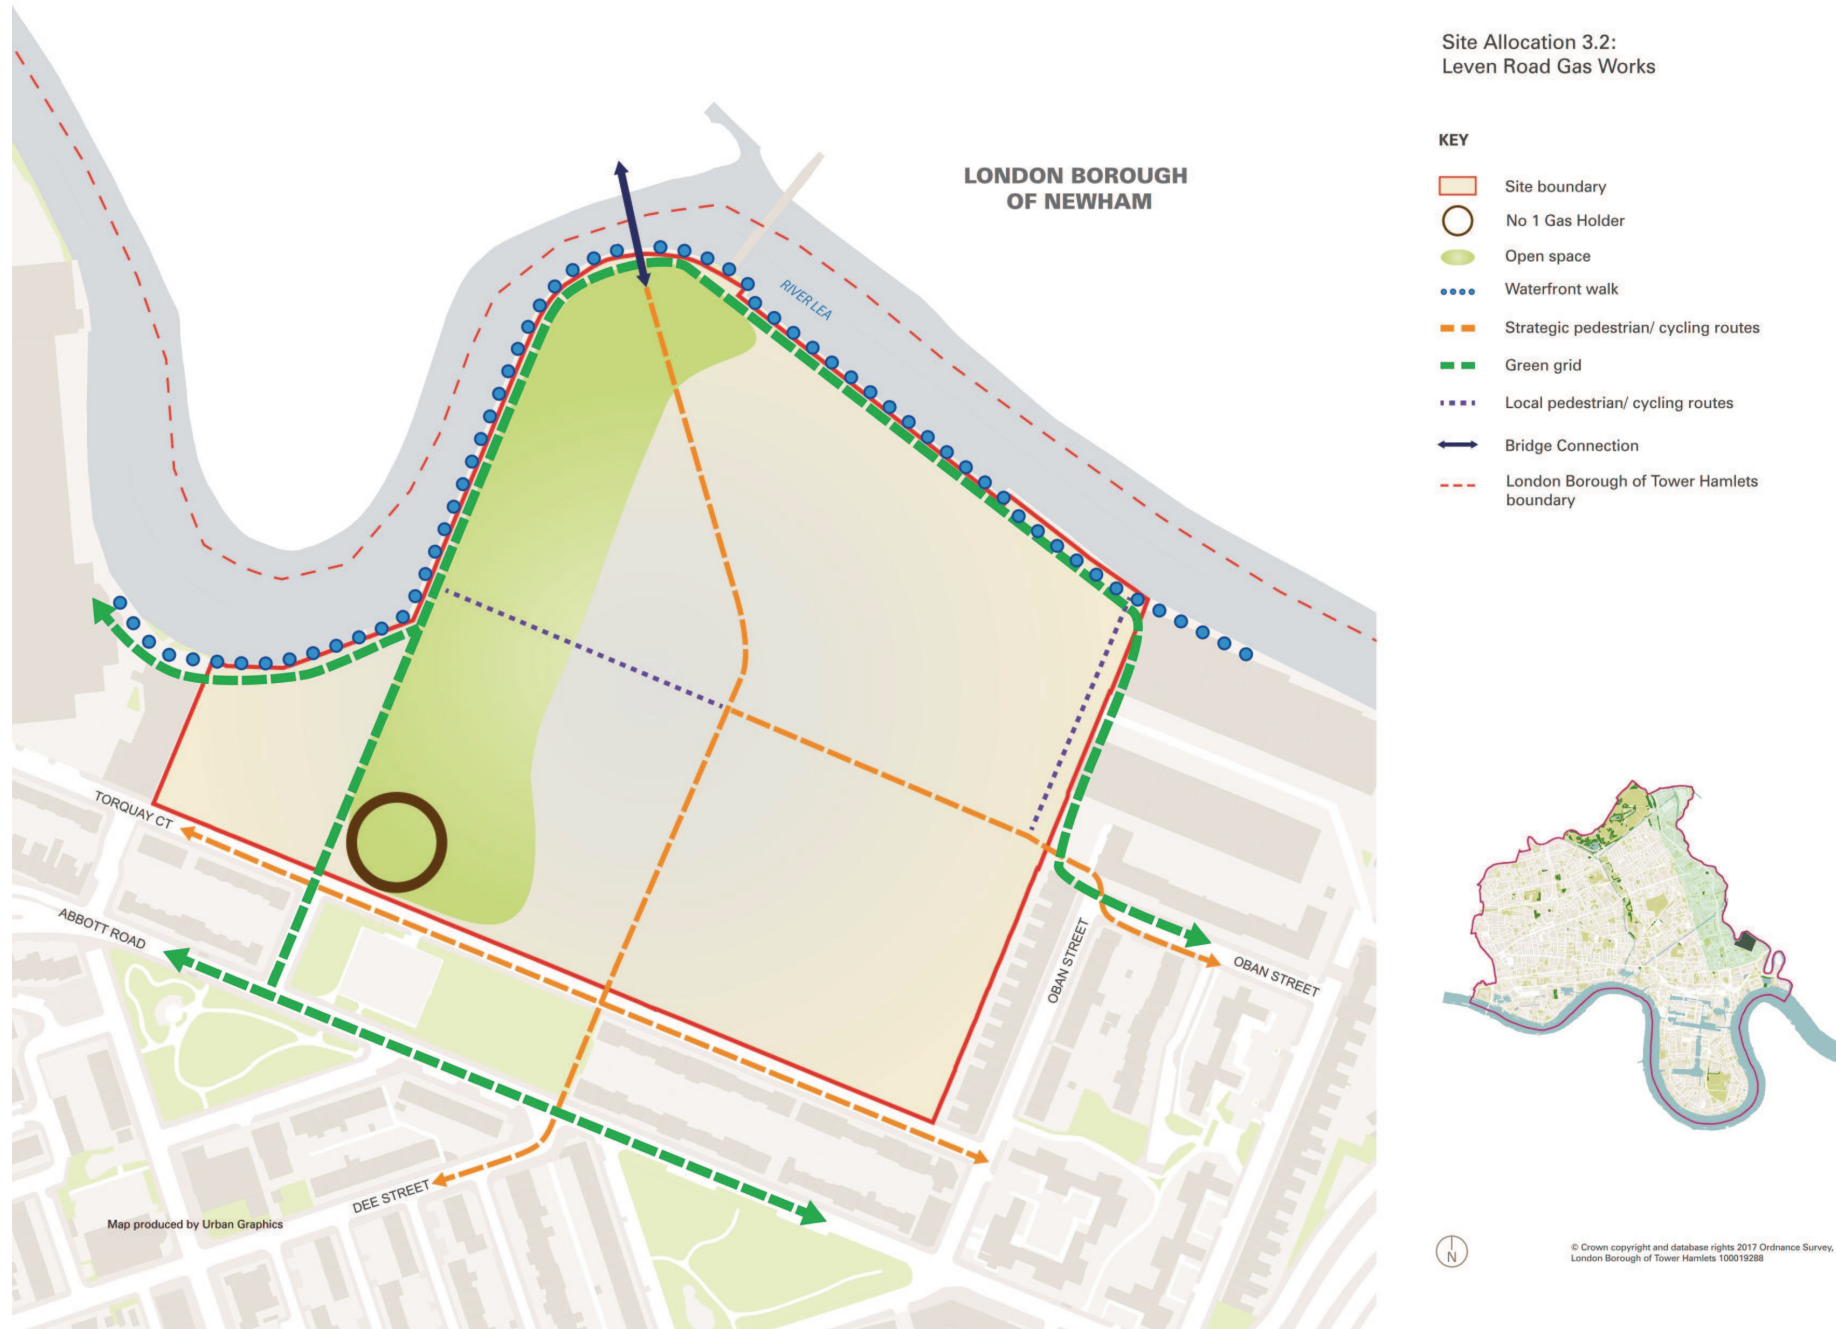 Site Allocation 3.2:
Leven Road Gas Works
KEY
Site boundary
No 1 Gas Holder
Open space
Waterfront walk
Strategic pedestrian/ cycling routes
Green grid
Local pedestrian/ cycling routes
Bridge Connection
London Borough of Tower Hamlets
boundary
LONDON BOROUGH
OF NEWHAM
RIVER LEA
TORQUAY CT
ABBOTT ROAD
OBAN STREET
OBAN STREET
DEE STREET
Map produced by Urban Graphics
N
© Crown copyright and database rights 2017 Ordnance Survey,
London Borough of Tower Hamlets 100019288